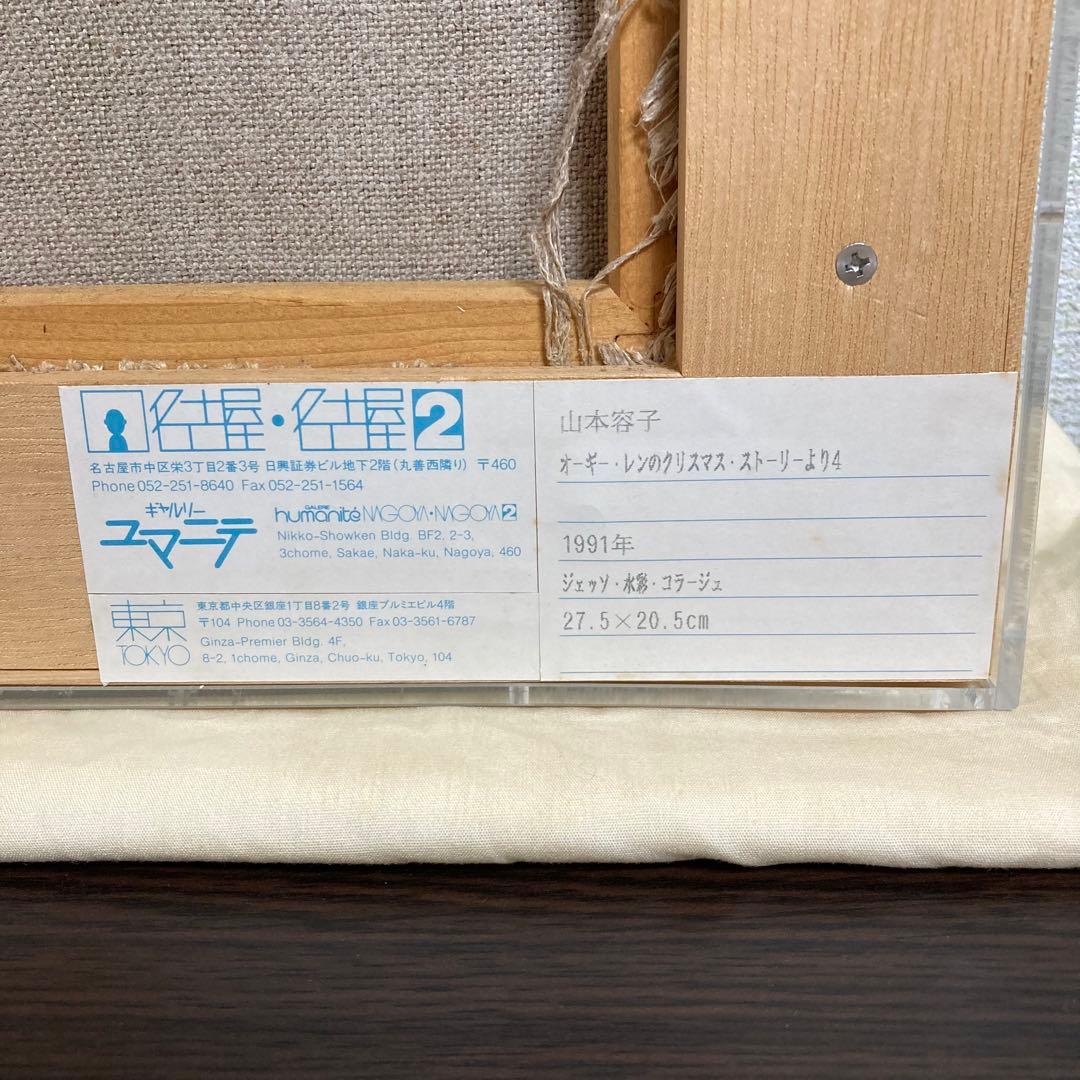 名古屋・名古屋2
名古屋市中区栄3丁目2番3号 日興証券ビル地下2階(丸善西隣り) 〒460
Phone 052-251-8640 Fax 052-251-1564
ギャルリー
ユマニテ
GALERIE
humanité NAGOYA・NAGOYA2
Nikko-Showken Bldg. BF2, 2-3,
3chome, Sakae, Naka-ku, Nagoya, 460
東京
TOKYO
東京都中央区銀座1丁目8番2号 銀座プルミエビル4階
〒104 Phone 03-3564-4350 Fax 03-3561-6787
Ginza-Premier Bldg. 4F,
8-2, 1chome, Ginza, Chuo-ku, Tokyo, 104
山本容子
オーギー・レンのクリスマス・ストーリーより4
1991年
ジェッソ・水彩・コラージュ
27.5×20.5cm